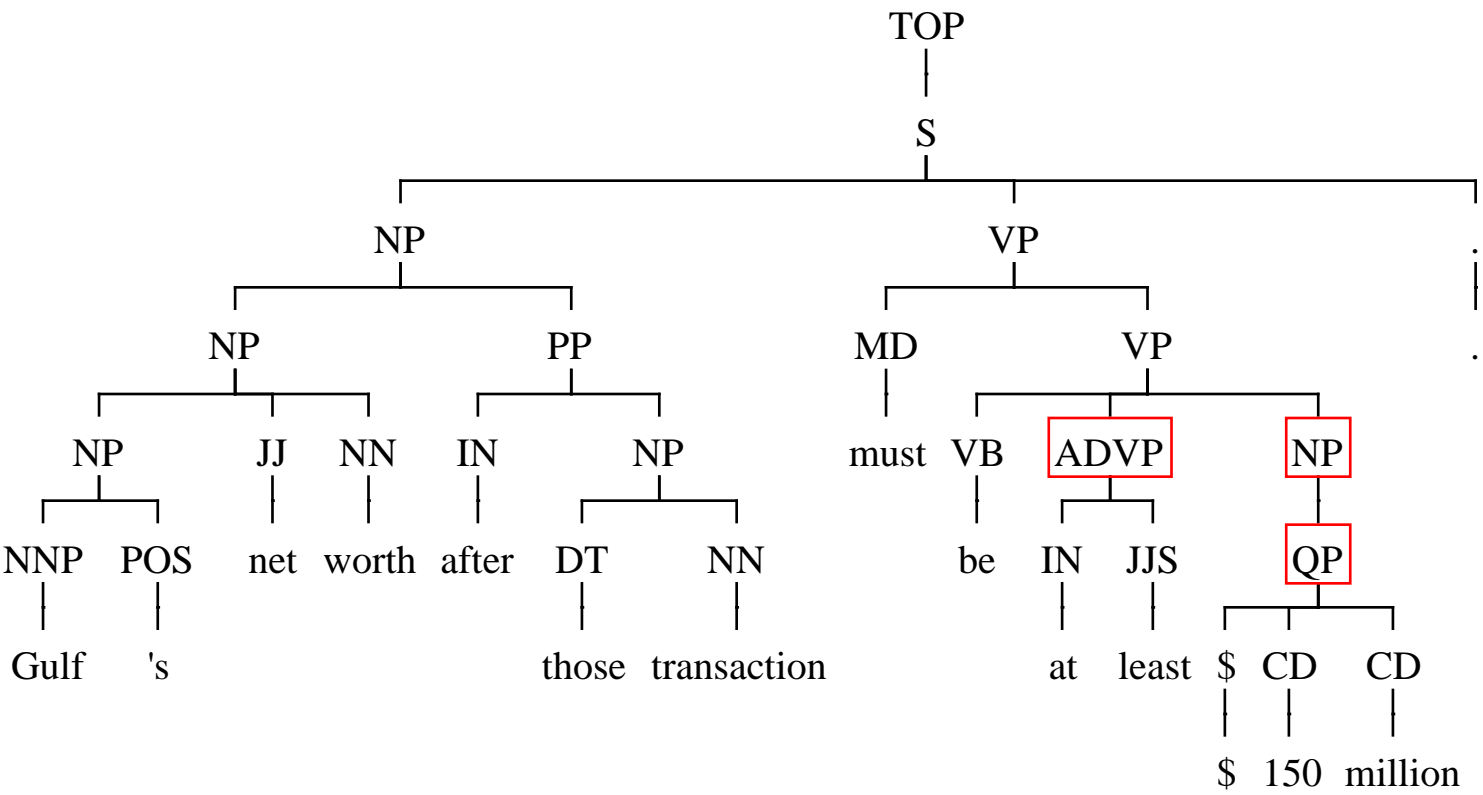 TOP
S
NP VP .
NP PP MD VP .
NP JJ NN IN NP must VB ADVP NP
NNP POS net worth after DT NN be IN JJS QP
Gulf 's those transaction at least $ CD CD
$ 150 million